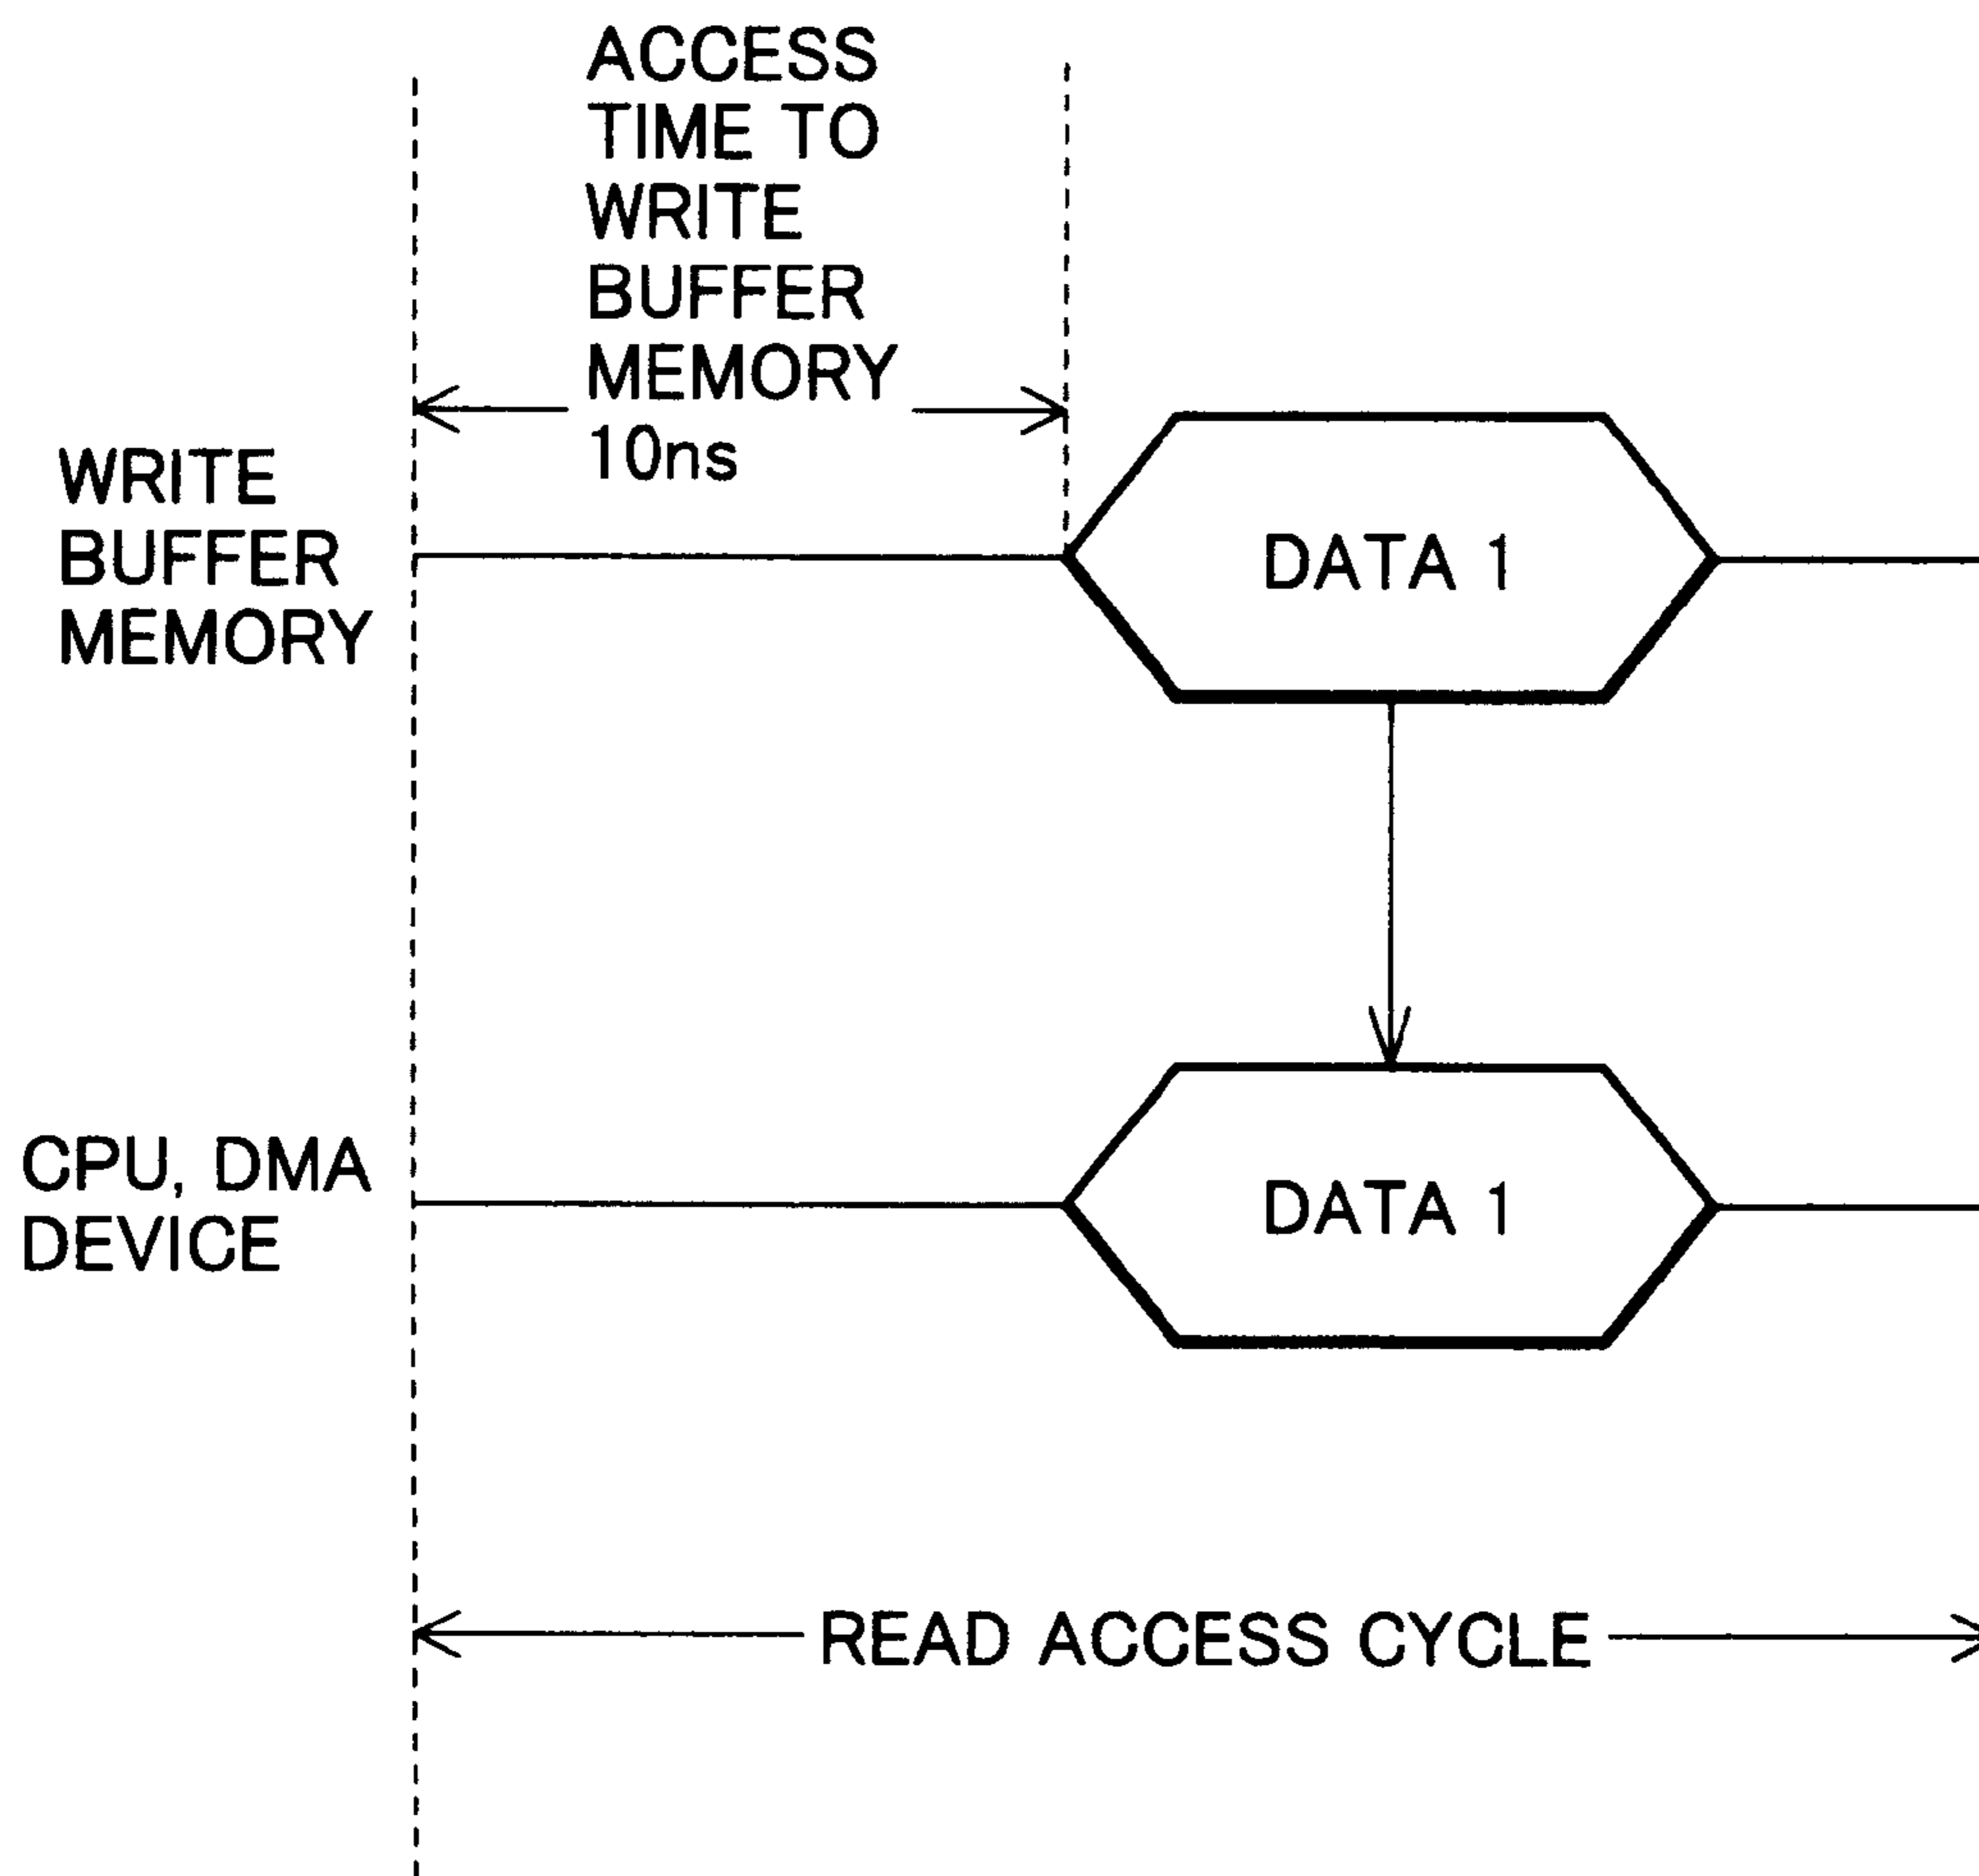 ACCESS
TIME TO
WRITE
BUFFER
MEMORY
10ns
WRITE
BUFFER
MEMORY
DATA 1
CPU, DMA
DEVICE
DATA 1
READ ACCESS CYCLE